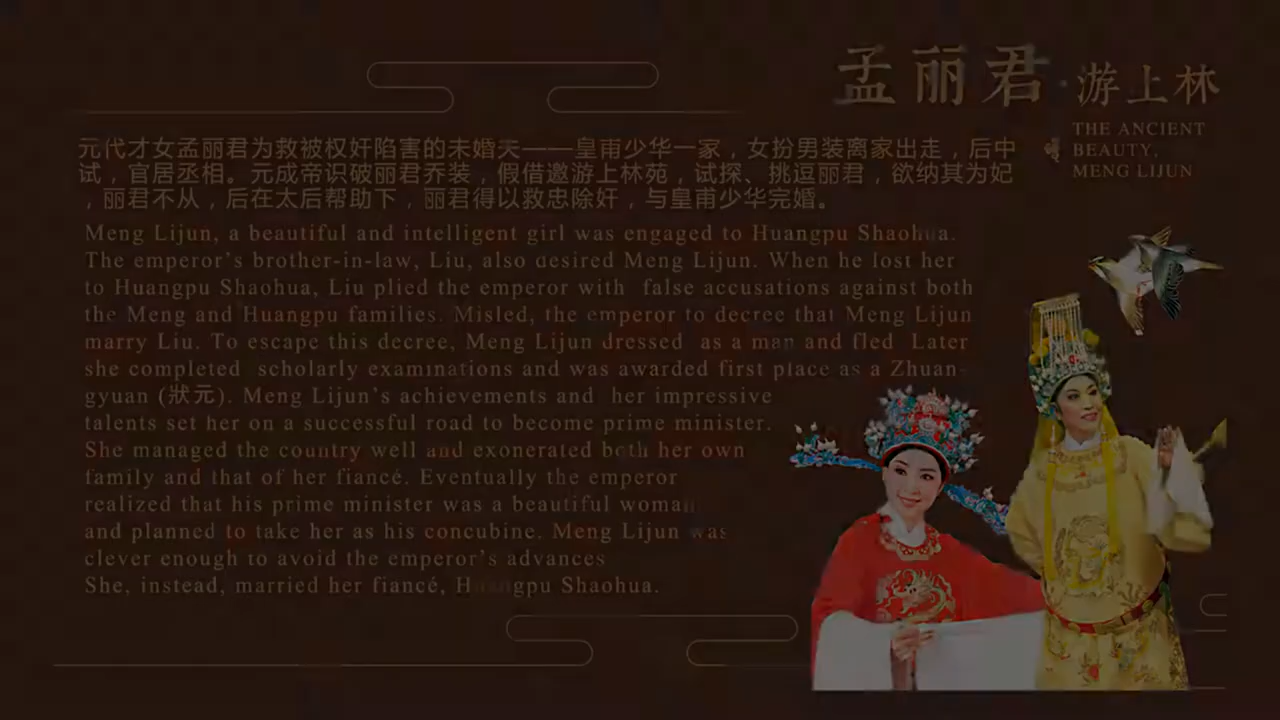 孟丽君·游上林
THE ANCIENT
BEAUTY,
MENG LIJUN
元代才女孟丽君为救被权奸陷害的未婚夫——皇甫少华一家，女扮男装离家出走，后中
试，官居丞相。元成帝识破丽君乔装，假借邀游上林苑，试探、挑逗丽君，欲纳其为妃
，丽君不从，后在太后帮助下，丽君得以救忠除奸，与皇甫少华完婚。
Meng Lijun, a beautiful and intelligent girl was engaged to Huangpu Shaohua.
The emperor's brother-in-law, Liu, also desired Meng Lijun. When he lost her
to Huangpu Shaohua, Liu plied the emperor with false accusations against both
the Meng and Huangpu families. Misled, the emperor to decree that Meng Lijun
marry Liu. To escape this decree, Meng Lijun dressed as a man and fled Later
she completed scholarly examinations and was awarded first place as a Zhuan-
gyuan (狀元). Meng Lijun's achievements and her impressive
talents set her on a successful road to become prime minister.
She managed the country well and exonerated both her own
family and that of her fiancé. Eventually the emperor
realized that his prime minister was a beautiful woman
and planned to take her as his concubine. Meng Lijun was
clever enough to avoid the emperor's advances
She, instead, married her fiancé, Huangpu Shaohua.